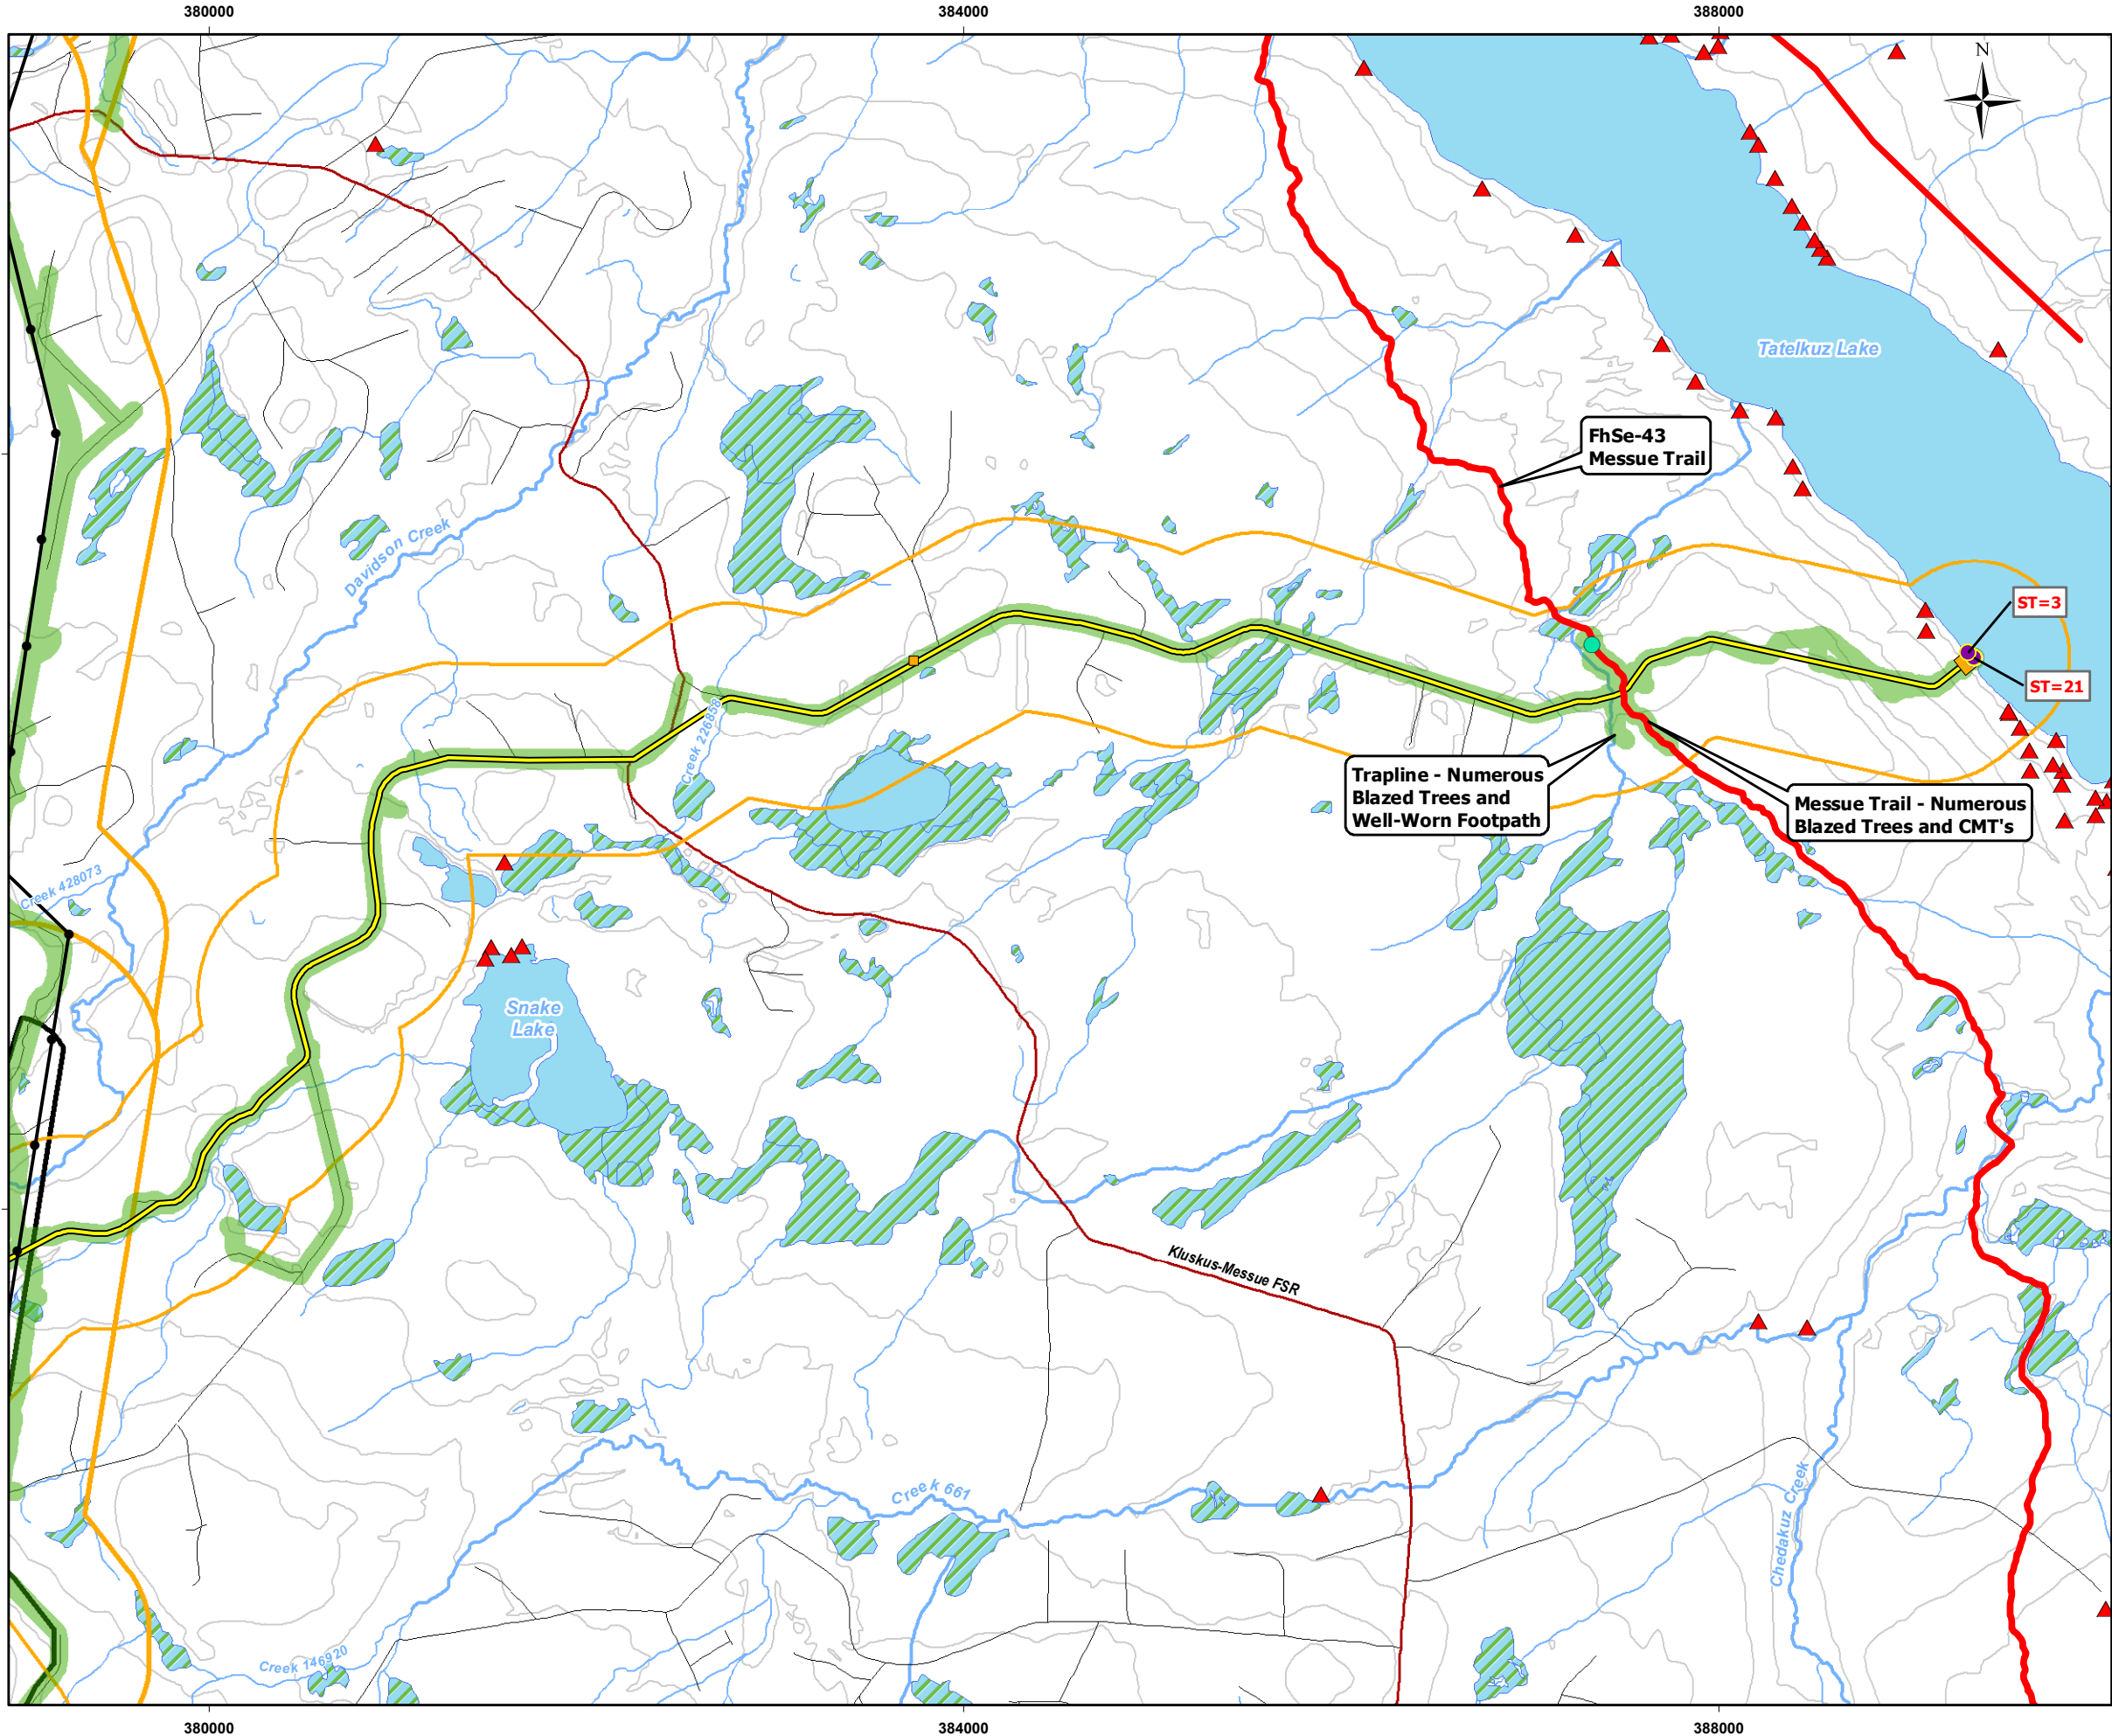 380000
384000
388000
N
Tatelkuz Lake
FhSe-43
Messue Trail
Davidson Creek
ST=3
ST=21
Creek 2268582
Trapline - Numerous
Blazed Trees and
Well-Worn Footpath
Messue Trail - Numerous
Blazed Trees and CMT's
Creek 428073
Snake
Lake
Kluskus-Messue FSR
Creek 661
Chedakuz Creek
Creek 146920
380000
384000
388000